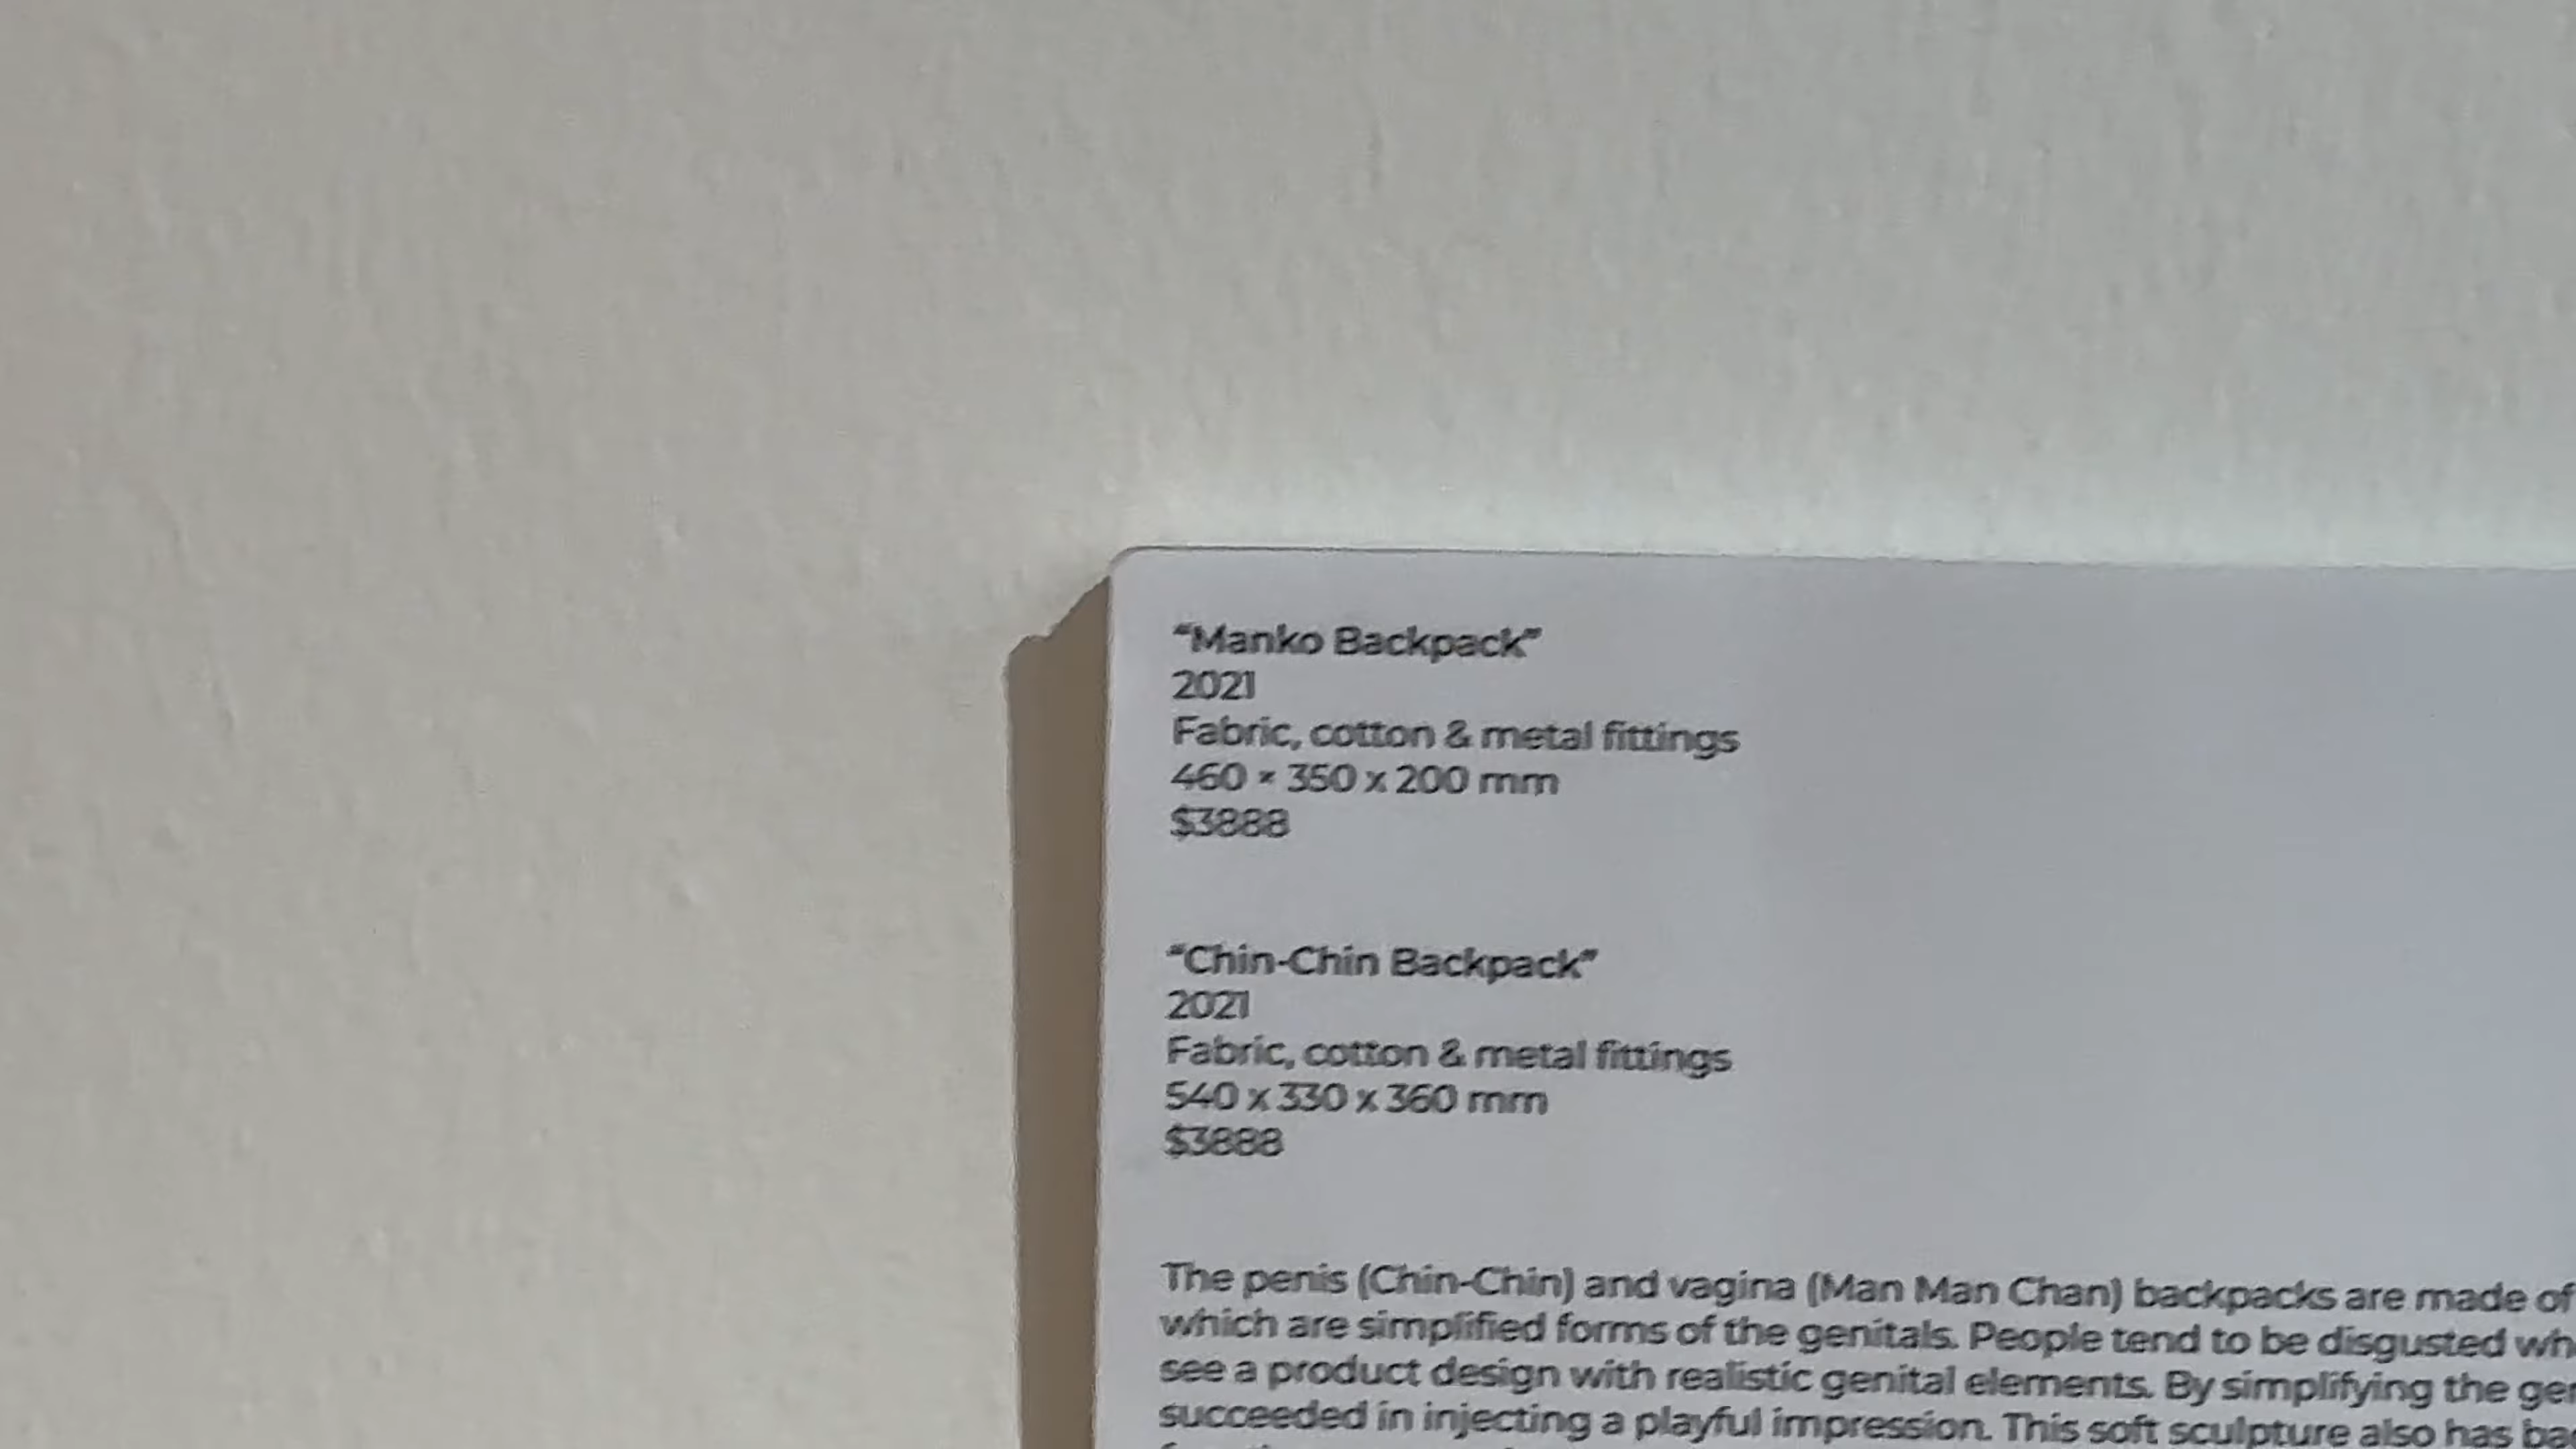 “Manko Backpack”
2021
Fabric, cotton & metal fittings
460 × 350 x 200 mm
$3888
“Chin-Chin Backpack”
2021
Fabric, cotton & metal fittings
540 x 330 x 360 mm
$3888
The penis (Chin-Chin) and vagina (Man Man Chan) backpacks are made of
which are simplified forms of the genitals. People tend to be disgusted
see a product design with realistic genital elements. By simplifying the
succeeded in injecting a playful impression. This soft sculpture also has